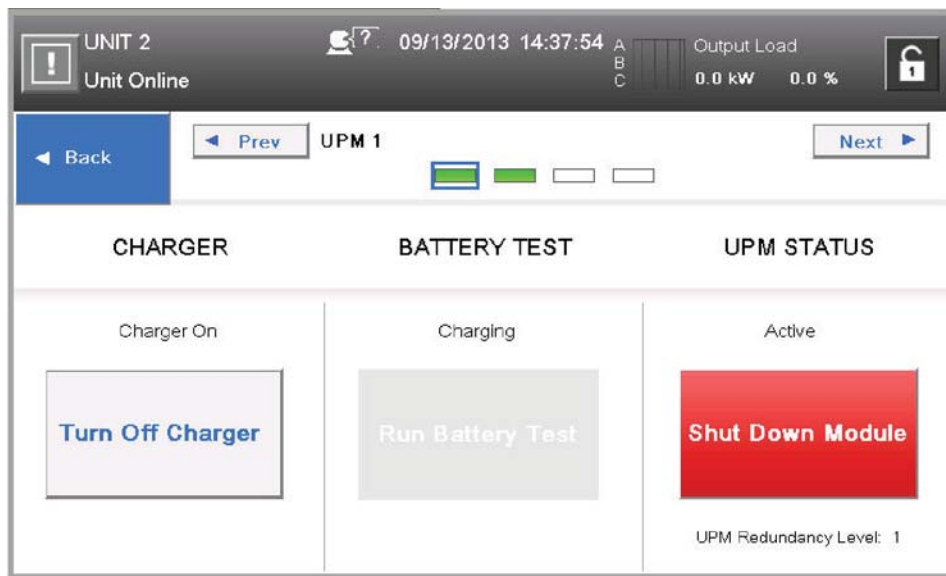 UNIT 2
Unit Online
?
09/13/2013 14:37:54
A
B
C
Output Load
0.0 kW 0.0 %
1
Back
Prev
UPM 1
Next
CHARGER
BATTERY TEST
UPM STATUS
Charger On
Charging
Active
Turn Off Charger
Run Battery Test
Shut Down Module
UPM Redundancy Level: 1